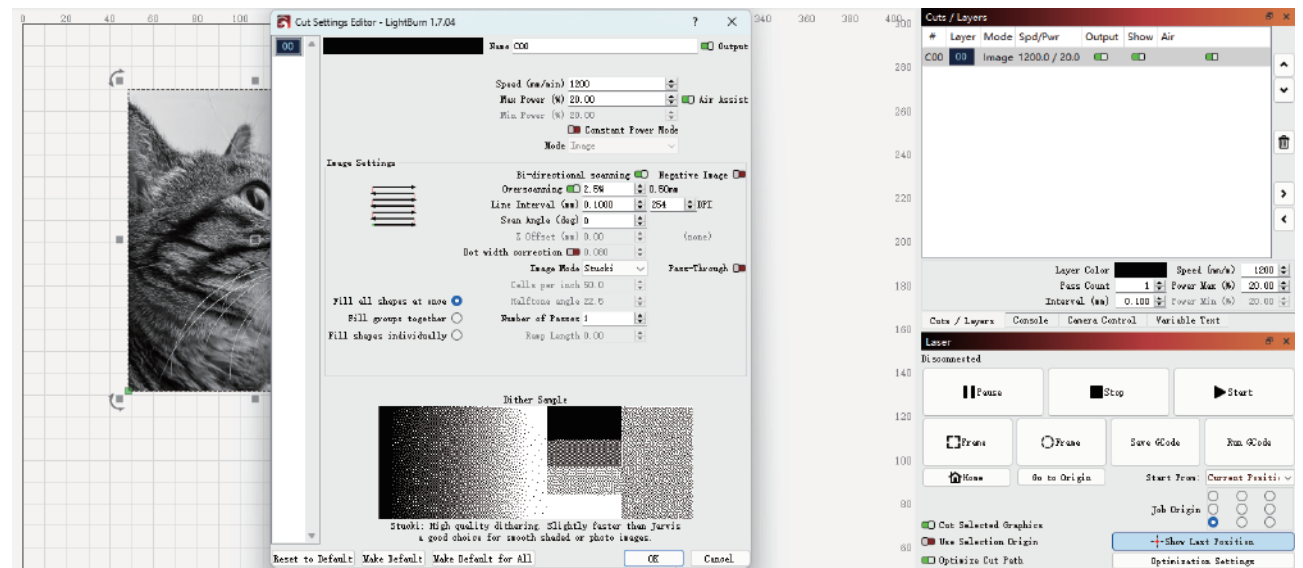 0 20 40 60 80 100
Cut Settings Editor - LightBurn 1.7.04 ? ×
00
Name C00 Output
Speed (mm/min) 1200
Max Power (%) 20.00 Air Assist
Min Power (%) 20.00
Constant Power Mode
Mode Image
Image Settings
Bi-directional scanning Negative Image
Overscanning 2.5% 0.50mm
Line Interval (mm) 0.1000 254 DPI
Scan Angle (deg) 0
Z Offset (mm) 0.00 (none)
Dot width correction 0.080
Image Mode Stucki Pass-Through
Cells per inch 50.0
Fill all shapes at once Halftone angle 22.5
Fill groups together Number of Passes 1
Fill shapes individually Ramp Length 0.00
Dither Sample
Stucki: High quality dithering. Slightly faster than Jarvis
a good choice for smooth shaded or photo images.
Reset to Default Make Default Make Default for All OK Cancel
340 360 380 400
300
280
260
240
220
200
180
160
140
120
100
80
60
Cuts / Layers
# Layer Mode Spd/Pwr Output Show Air
C00 00 Image 1200.0 / 20.0
Layer Color Speed (mm/m) 1200
Pass Count 1 Power Max (%) 20.00
Interval (mm) 0.100 Power Min (%) 20.00
Cuts / Layers Console Camera Control Variable Text
Laser
Disconnected
Pause Stop Start
Frame Frame Save GCode Run GCode
Home Go to Origin Start From: Current Positi
Job Origin
Cut Selected Graphics
Use Selection Origin Show Last Position
Optimize Cut Path Optimization Settings